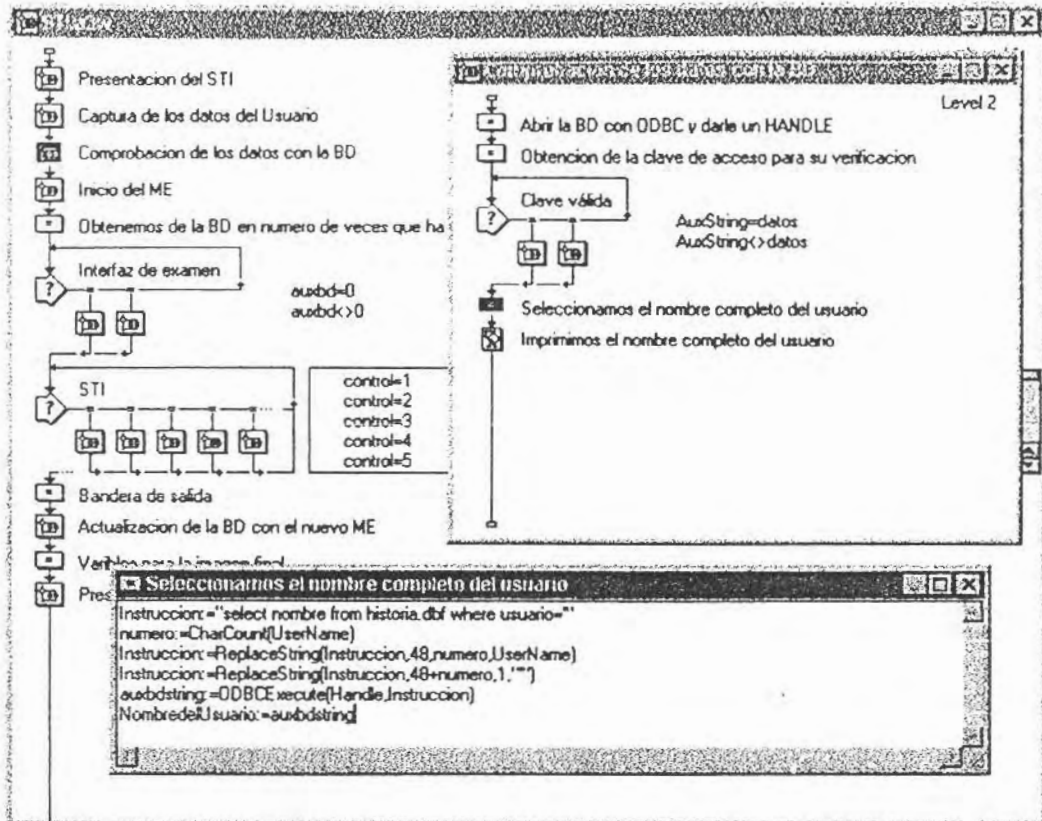 Presentacion del STI
Captura de los datos del Usuario
Comprobacion de los datos con la BD
Inicio del ME
Obtenemos de la BD en numero de veces que ha
Interfaz de examen
auxbd=0
auxbd<>0
STI
control=1
control=2
control=3
control=4
control=5
Bandera de salida
Actualizacion de la BD con el nuevo ME
Varibles para la imagen final
Pres
Level 2
Abrir la BD con ODBC y darle un HANDLE
Obtencion de la clave de acceso para su verificacion
Clave válida
AuxString=datos
AuxString<>datos
Seleccionamos el nombre completo del usuario
Imprimimos el nombre completo del usuario
Seleccionamos el nombre completo del usuario
Instruccion:="select nombre from historia.dbf where usuario='"
numero:=CharCount(UserName)
Instruccion:=ReplaceString(Instruccion,48,numero,UserName)
Instruccion:=ReplaceString(Instruccion,48+numero,1,"'")
auxbdstring:=ODBCExecute(Handle,Instruccion)
NombredelUsuario:=auxbdstring